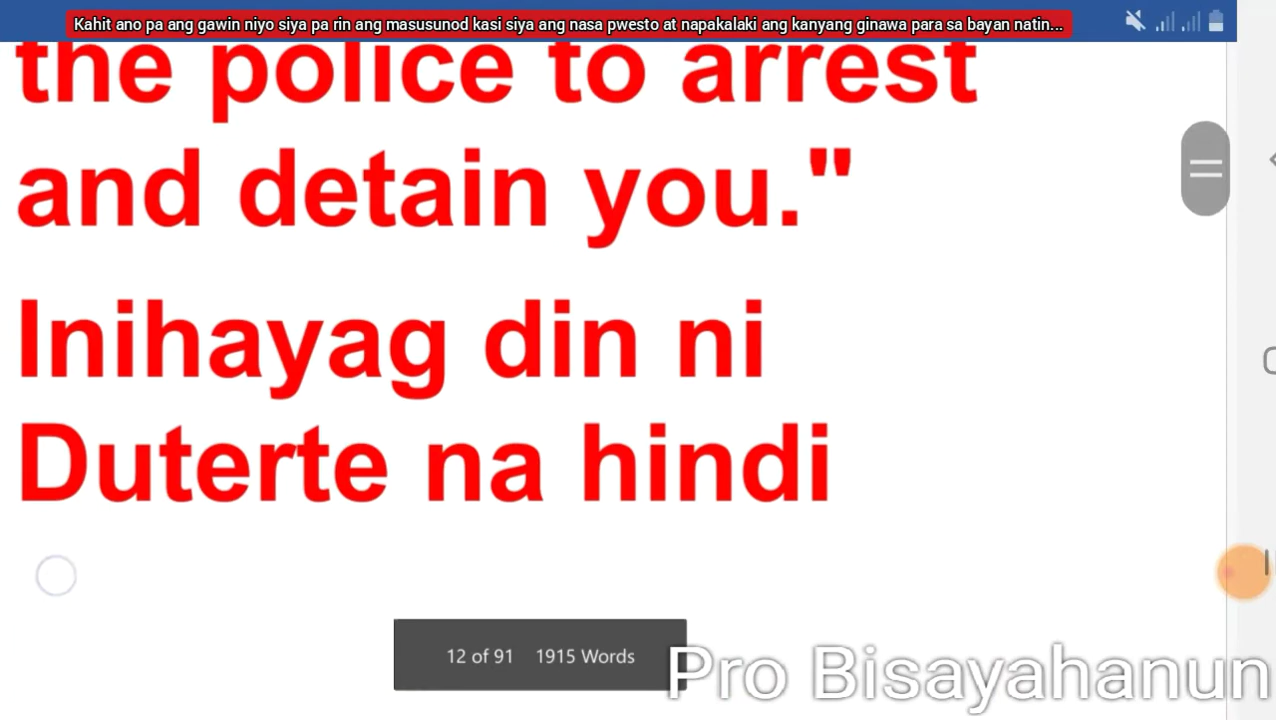 Kahit ano pa ang gawin niyo siya pa rin ang masusunod kasi siya ang nasa pwesto at napakalaki ang kanyang ginawa para sa bayan natin...
the police to arrest
and detain you."
Inihayag din ni
Duterte na hindi
12 of 91 1915 Words
Pro Bisayahanun